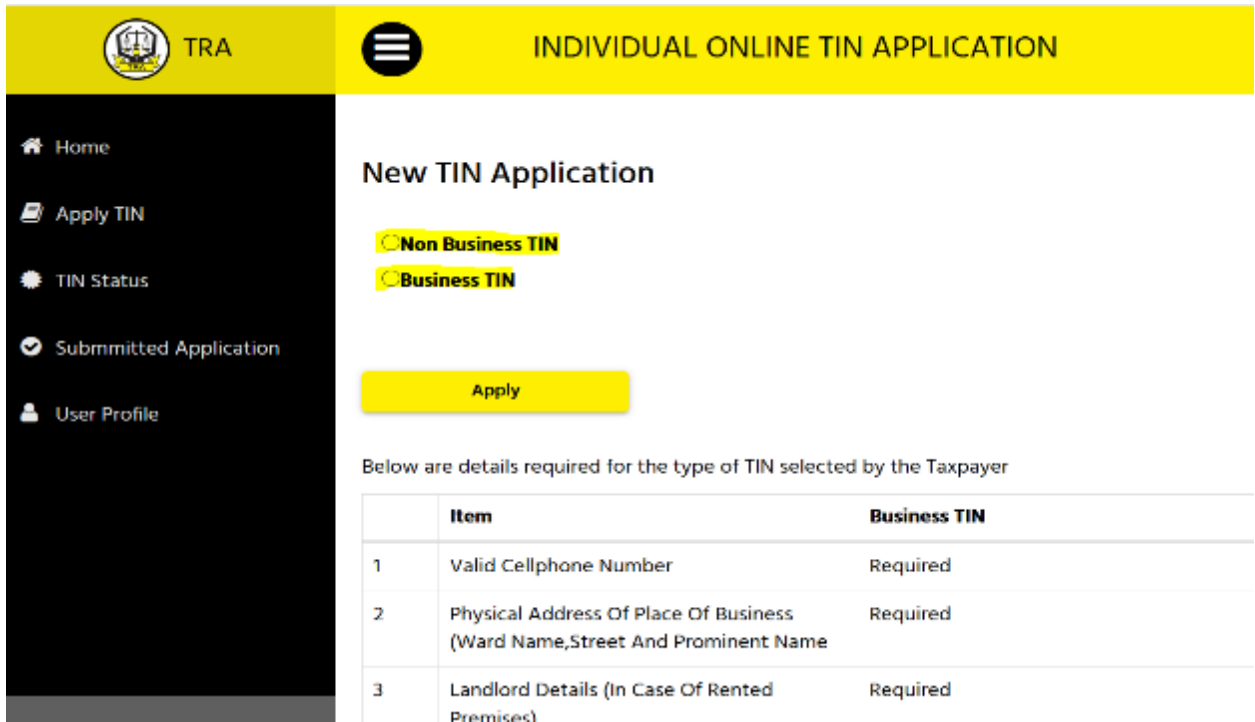 TRA
INDIVIDUAL ONLINE TIN APPLICATION
Home
Apply TIN
TIN Status
Submmitted Application
User Profile
New TIN Application
Non Business TIN
Business TIN
Apply
Below are details required for the type of TIN selected by the Taxpayer
Item Business TIN
1 Valid Cellphone Number Required
2 Physical Address Of Place Of Business Required
(Ward Name,Street And Prominent Name
3 Landlord Details (In Case Of Rented Required
Premises)